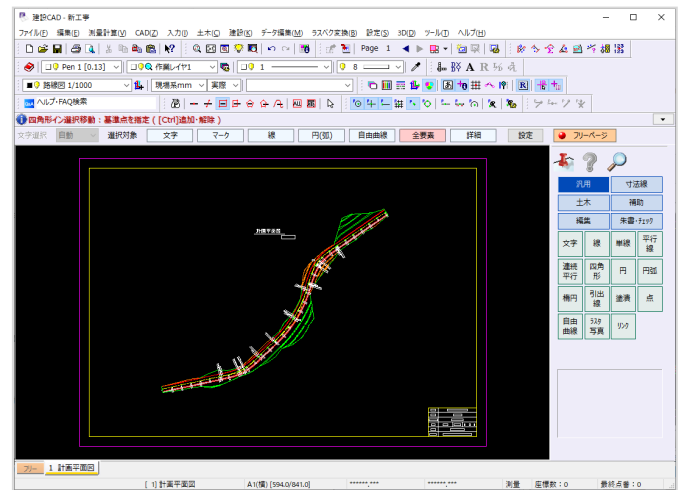 建設CAD - 新工事
ファイル(F) 編集(E) 測量計算(V) CAD(Z) 入力(I) 土木(C) 建設(K) データ編集(M) ラスベク変換(B) 設定(S) 3D(D) ツール(T) ヘルプ(H)
Page 1
Pen 1 [0.13] 作業レイヤ1 1 8 A R
路線図 1/1000 現場系mm 実際 R
Q&A ヘルプ・FAQ検索
四角形イン選択移動：基準点を指定（[Ctrl]追加・解除）
文字選択 自動 選択対象 文字 マーク 線 円(弧) 自由曲線 全要素 詳細 設定 フリーページ
汎用 寸法線
土木 補助
編集 朱書・チェック
文字 線 単線 平行線
連続平行 四角形 円 円弧
楕円 引出線 塗潰 点
自由曲線 ラスタ写真 リンク
計画平面図
フリー 1 計画平面図
[ 1] 計画平面図 A1(横) [594.0/841.0] ******.*** ******.*** 測量 座標数：0 最終点番：0